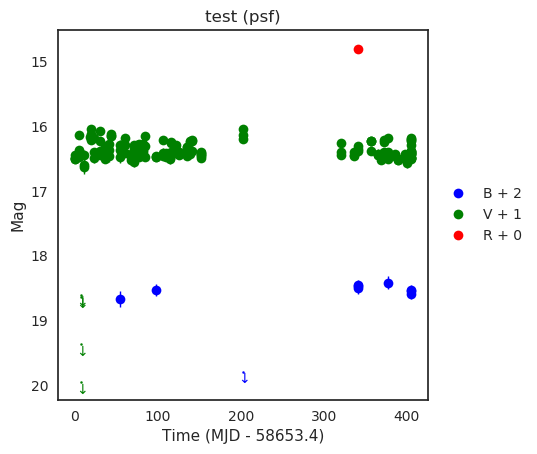 test (psf)
15
16
17
18
19
20
Mag
0
100
200
300
400
Time (MJD - 58653.4)
B + 2
V + 1
R + 0